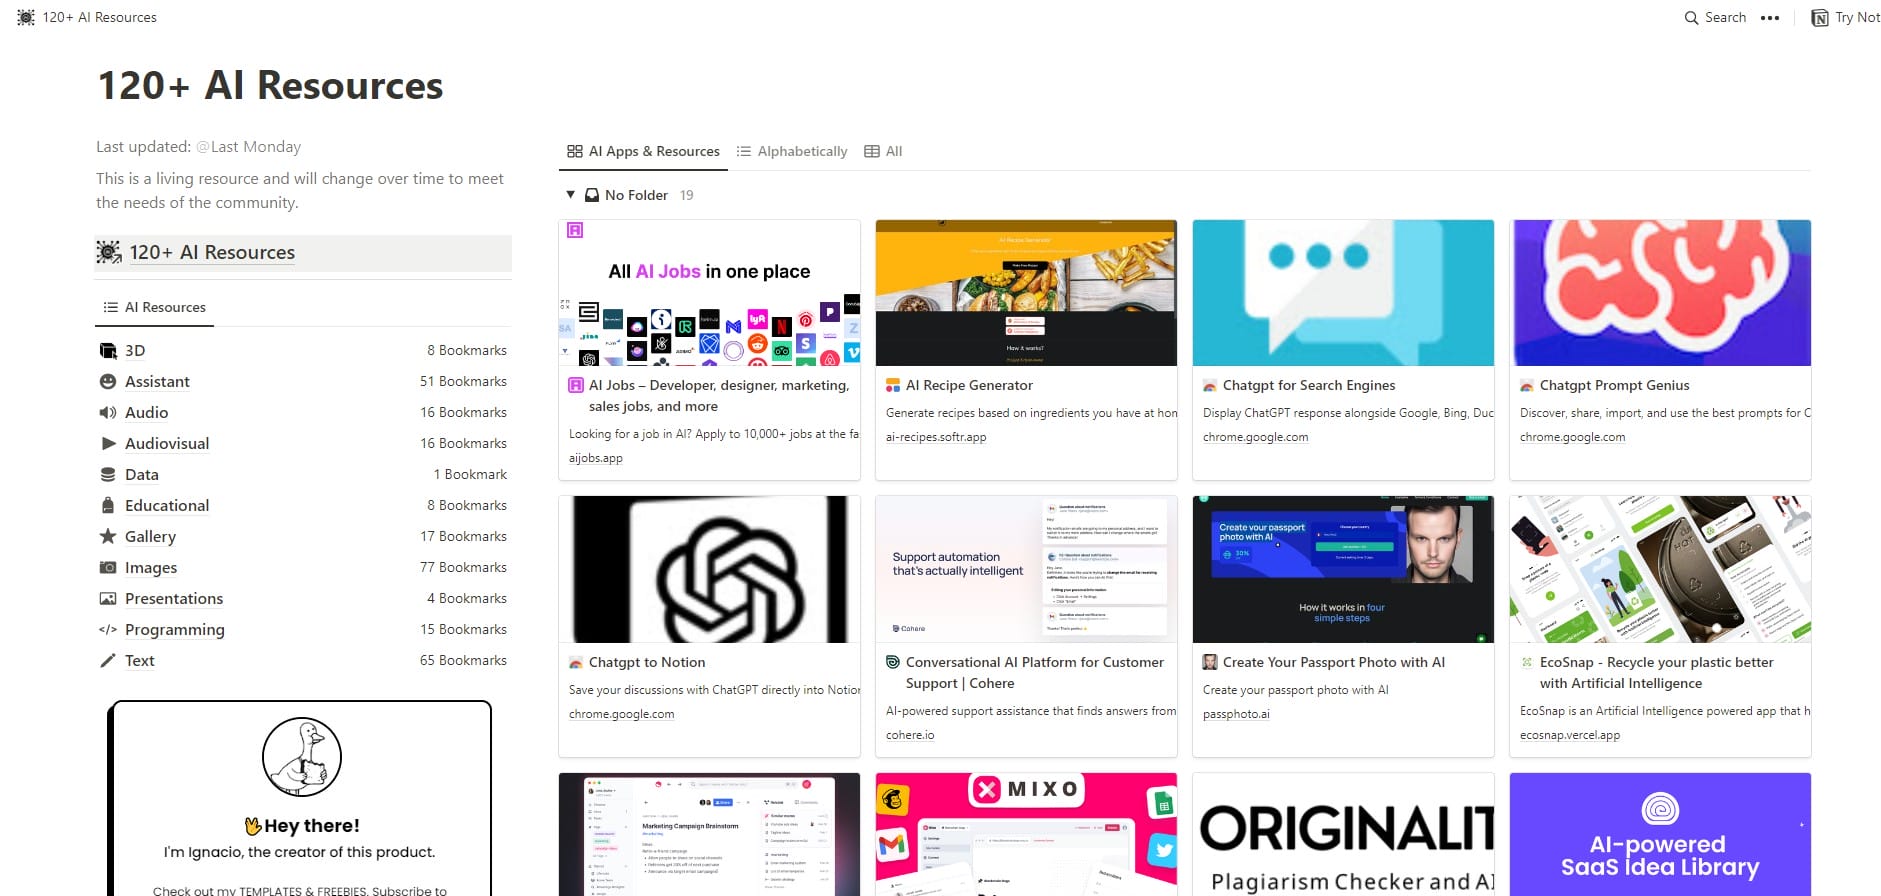 120+ AI Resources
Search
Try Not
120+ AI Resources
Last updated: @Last Monday
This is a living resource and will change over time to meet
the needs of the community.
120+ AI Resources
AI Resources
3D 8 Bookmarks
Assistant 51 Bookmarks
Audio 16 Bookmarks
Audiovisual 16 Bookmarks
Data 1 Bookmark
Educational 8 Bookmarks
Gallery 17 Bookmarks
Images 77 Bookmarks
Presentations 4 Bookmarks
Programming 15 Bookmarks
Text 65 Bookmarks
Hey there!
I'm Ignacio, the creator of this product.
Check out my TEMPLATES & FREEBIES. Subscribe to
AI Apps & Resources
Alphabetically
All
No Folder 19
All AI Jobs in one place
AI Jobs – Developer, designer, marketing,
sales jobs, and more
Looking for a job in AI? Apply to 10,000+ jobs at the fa
aijobs.app
AI Recipe Generator
How it works?
AI Recipe Generator
Generate recipes based on ingredients you have at hon
ai-recipes.softr.app
Chatgpt for Search Engines
Display ChatGPT response alongside Google, Bing, Duc
chrome.google.com
Chatgpt Prompt Genius
Discover, share, import, and use the best prompts for C
chrome.google.com
Chatgpt to Notion
Save your discussions with ChatGPT directly into Notion
chrome.google.com
Support automation
that's actually intelligent
Cohere
Conversational AI Platform for Customer
Support | Cohere
AI-powered support assistance that finds answers from
cohere.io
Create your passport
photo with AI
How it works in four
simple steps
Create Your Passport Photo with AI
Create your passport photo with AI
passphoto.ai
EcoSnap - Recycle your plastic better
with Artificial Intelligence
EcoSnap is an Artificial Intelligence powered app that h
ecosnap.vercel.app
Marketing Campaign Brainstorm
MIXO
ORIGINALIT
Plagiarism Checker and AI
AI-powered
SaaS Idea Library